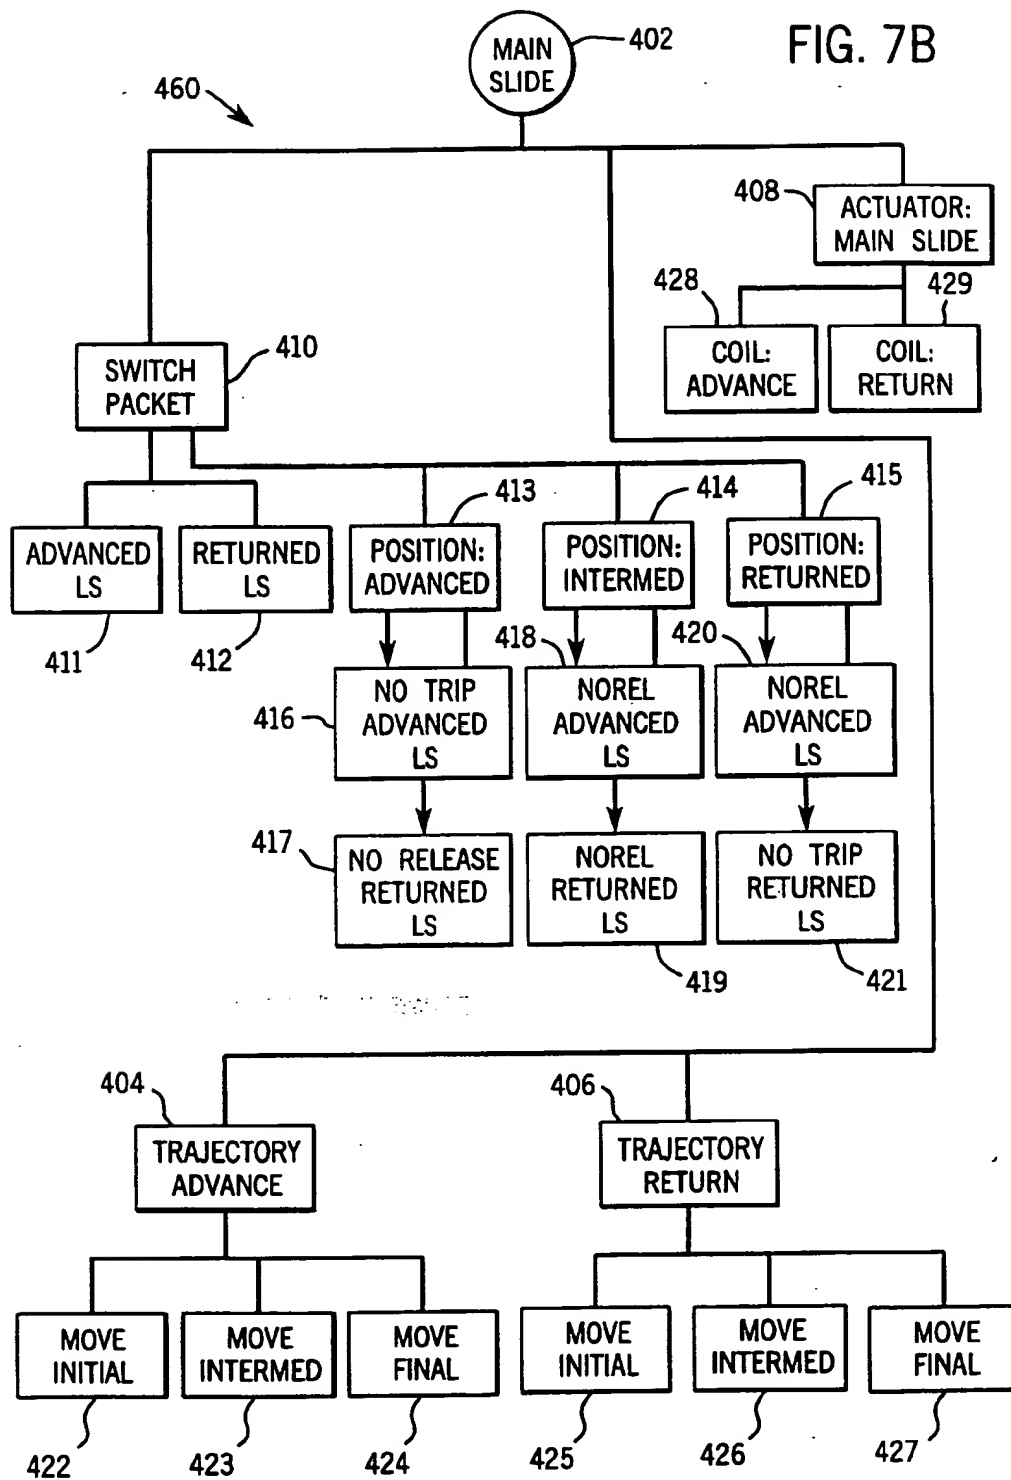 FIG. 7B
MAIN
SLIDE
402
460
408
ACTUATOR:
MAIN SLIDE
428
429
COIL:
ADVANCE
COIL:
RETURN
SWITCH
PACKET
410
413
414
415
ADVANCED
LS
RETURNED
LS
POSITION:
ADVANCED
POSITION:
INTERMED
POSITION:
RETURNED
411
412
418
420
416
NO TRIP
ADVANCED
LS
NOREL
ADVANCED
LS
NOREL
ADVANCED
LS
417
NO RELEASE
RETURNED
LS
NOREL
RETURNED
LS
NO TRIP
RETURNED
LS
419
421
404
406
TRAJECTORY
ADVANCE
TRAJECTORY
RETURN
MOVE
INITIAL
MOVE
INTERMED
MOVE
FINAL
MOVE
INITIAL
MOVE
INTERMED
MOVE
FINAL
422
423
424
425
426
427